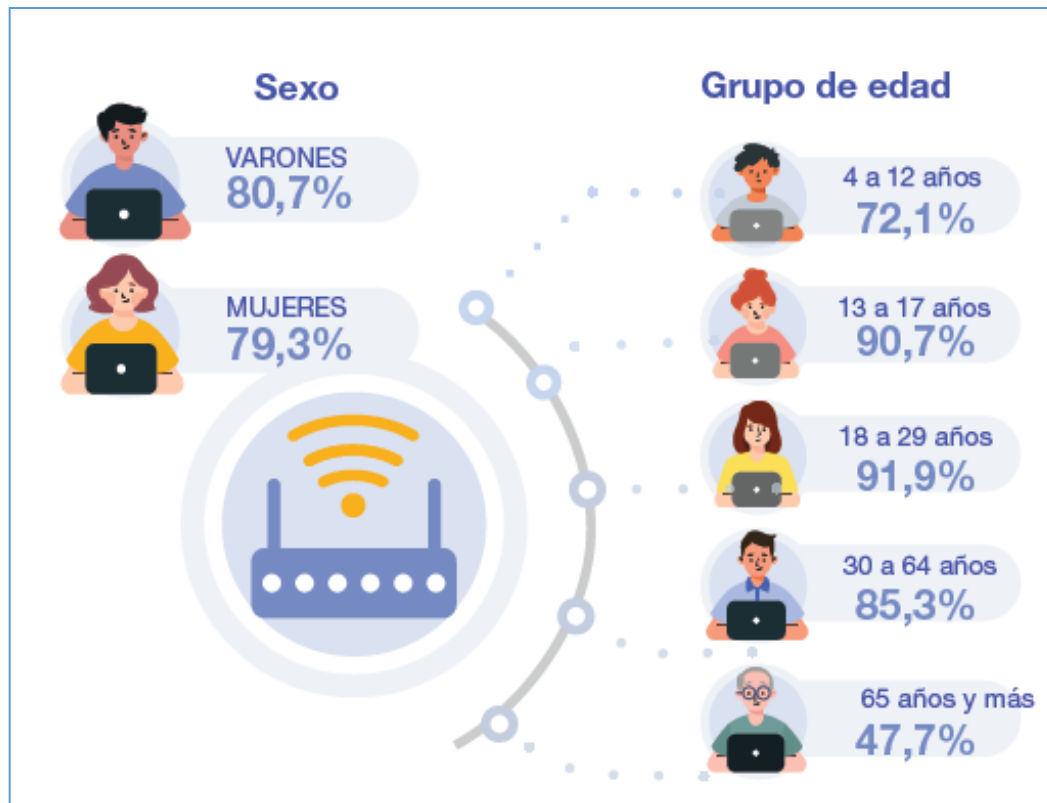 Sexo
VARONES
80,7%
MUJERES
79,3%
Grupo de edad
4 a 12 años
72,1%
13 a 17 años
90,7%
18 a 29 años
91,9%
30 a 64 años
85,3%
65 años y más
47,7%